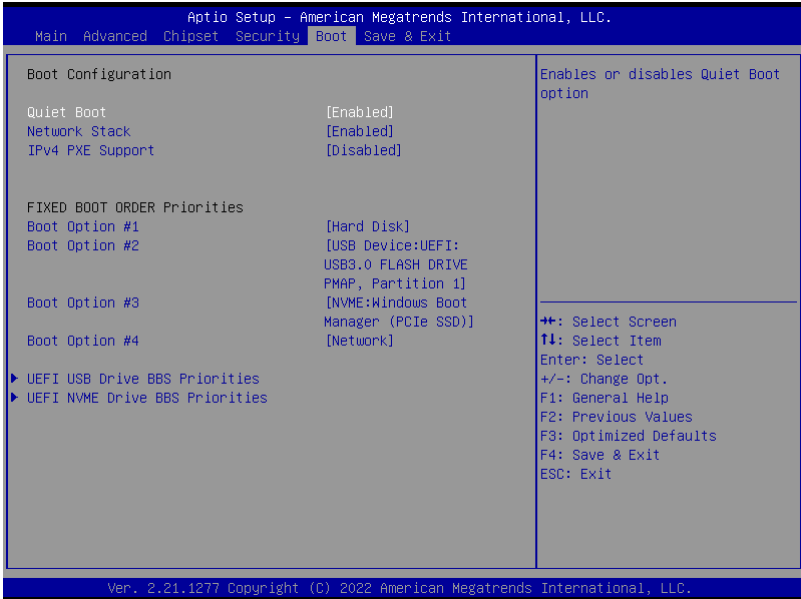 Aptio Setup – American Megatrends International, LLC.
Main Advanced Chipset Security Boot Save & Exit
Boot Configuration
Quiet Boot [Enabled]
Network Stack [Enabled]
IPv4 PXE Support [Disabled]
FIXED BOOT ORDER Priorities
Boot Option #1 [Hard Disk]
Boot Option #2 [USB Device:UEFI:
USB3.0 FLASH DRIVE
PMAP, Partition 1]
Boot Option #3 [NVME:Windows Boot
Manager (PCIe SSD)]
Boot Option #4 [Network]
UEFI USB Drive BBS Priorities
UEFI NVME Drive BBS Priorities
Enables or disables Quiet Boot
option
→←: Select Screen
↑↓: Select Item
Enter: Select
+/-: Change Opt.
F1: General Help
F2: Previous Values
F3: Optimized Defaults
F4: Save & Exit
ESC: Exit
Ver. 2.21.1277 Copyright (C) 2022 American Megatrends International, LLC.